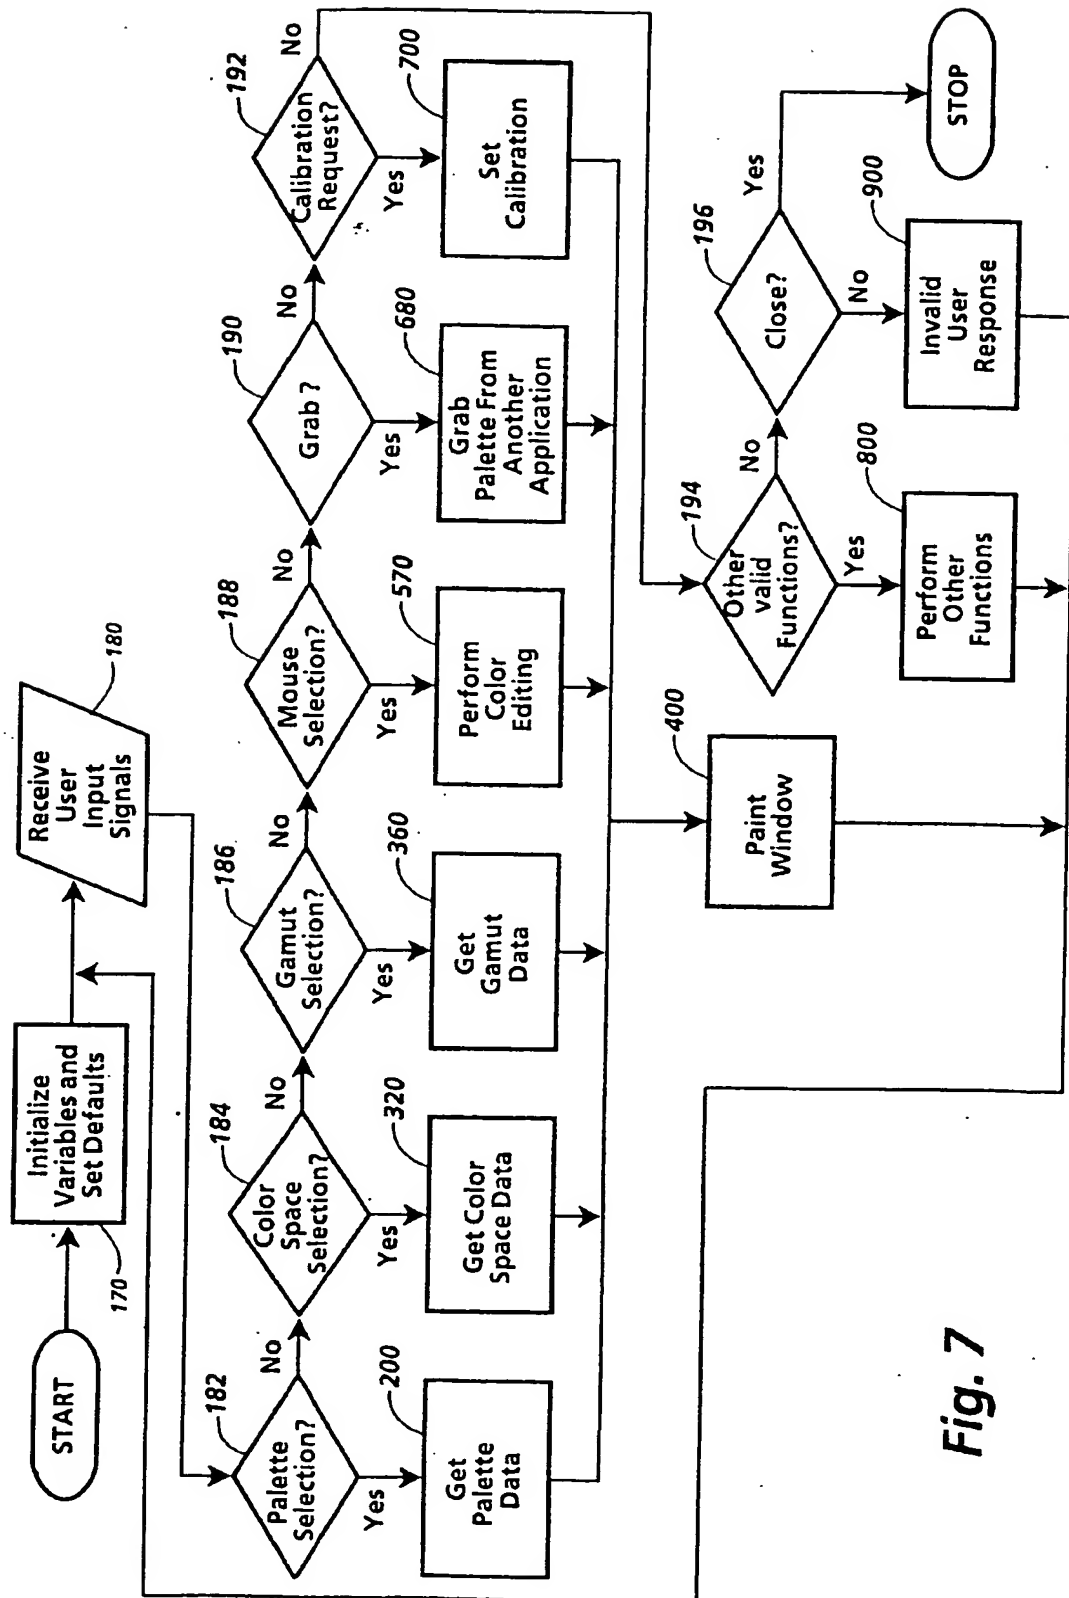 START
170
Initialize
Variables and
Set Defaults
180
Receive
User
Input
Signals
182
Palette
Selection?
No
Yes
184
Color
Space
Selection?
No
Yes
186
Gamut
Selection?
No
Yes
188
Mouse
Selection?
No
Yes
190
Grab ?
No
Yes
192
Calibration
Request?
No
Yes
200
Get
Palette
Data
320
Get Color
Space Data
360
Get
Gamut
Data
570
Perform
Color
Editing
680
Grab
Palette From
Another
Application
700
Set
Calibration
400
Paint
Window
194
Other
valid
Functions?
No
Yes
196
Close?
Yes
No
800
Perform
Other
Functions
900
Invalid
User
Response
STOP
Fig. 7